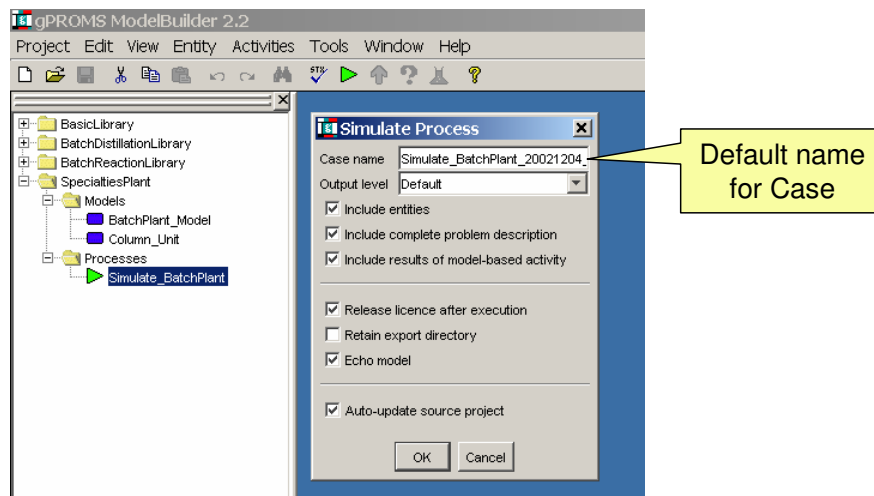 gPROMS ModelBuilder 2.2
Project Edit View Entity Activities Tools Window Help
BasicLibrary
BatchDistillationLibrary
BatchReactionLibrary
SpecialtiesPlant
Models
BatchPlant_Model
Column_Unit
Processes
Simulate_BatchPlant
Simulate Process
Case name Simulate_BatchPlant_20021204_
Output level Default
Include entities
Include complete problem description
Include results of model-based activity
Release licence after execution
Retain export directory
Echo model
Auto-update source project
OK Cancel
Default name
for Case